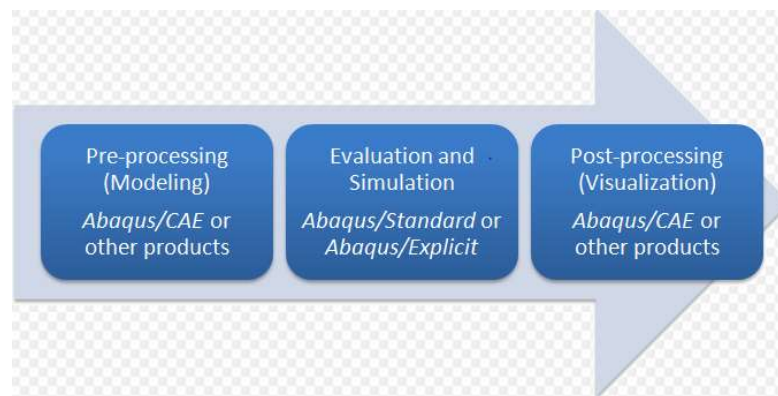 Pre-processing
(Modeling)
Abaqus/CAE or
other products
Evaluation and
Simulation
Abaqus/Standard or
Abaqus/Explicit
Post-processing
(Visualization)
Abaqus/CAE or
other products